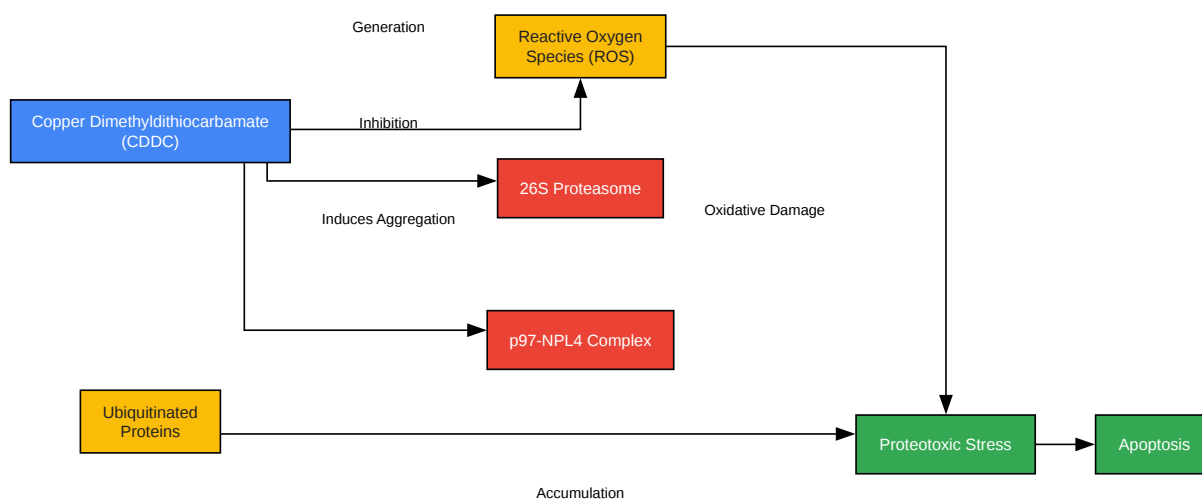 Generation
Reactive Oxygen
Species (ROS)
Copper Dimethyldithiocarbamate
(CDDC)
Inhibition
26S Proteasome
Induces Aggregation
Oxidative Damage
p97-NPL4 Complex
Ubiquitinated
Proteins
Proteotoxic Stress
Apoptosis
Accumulation